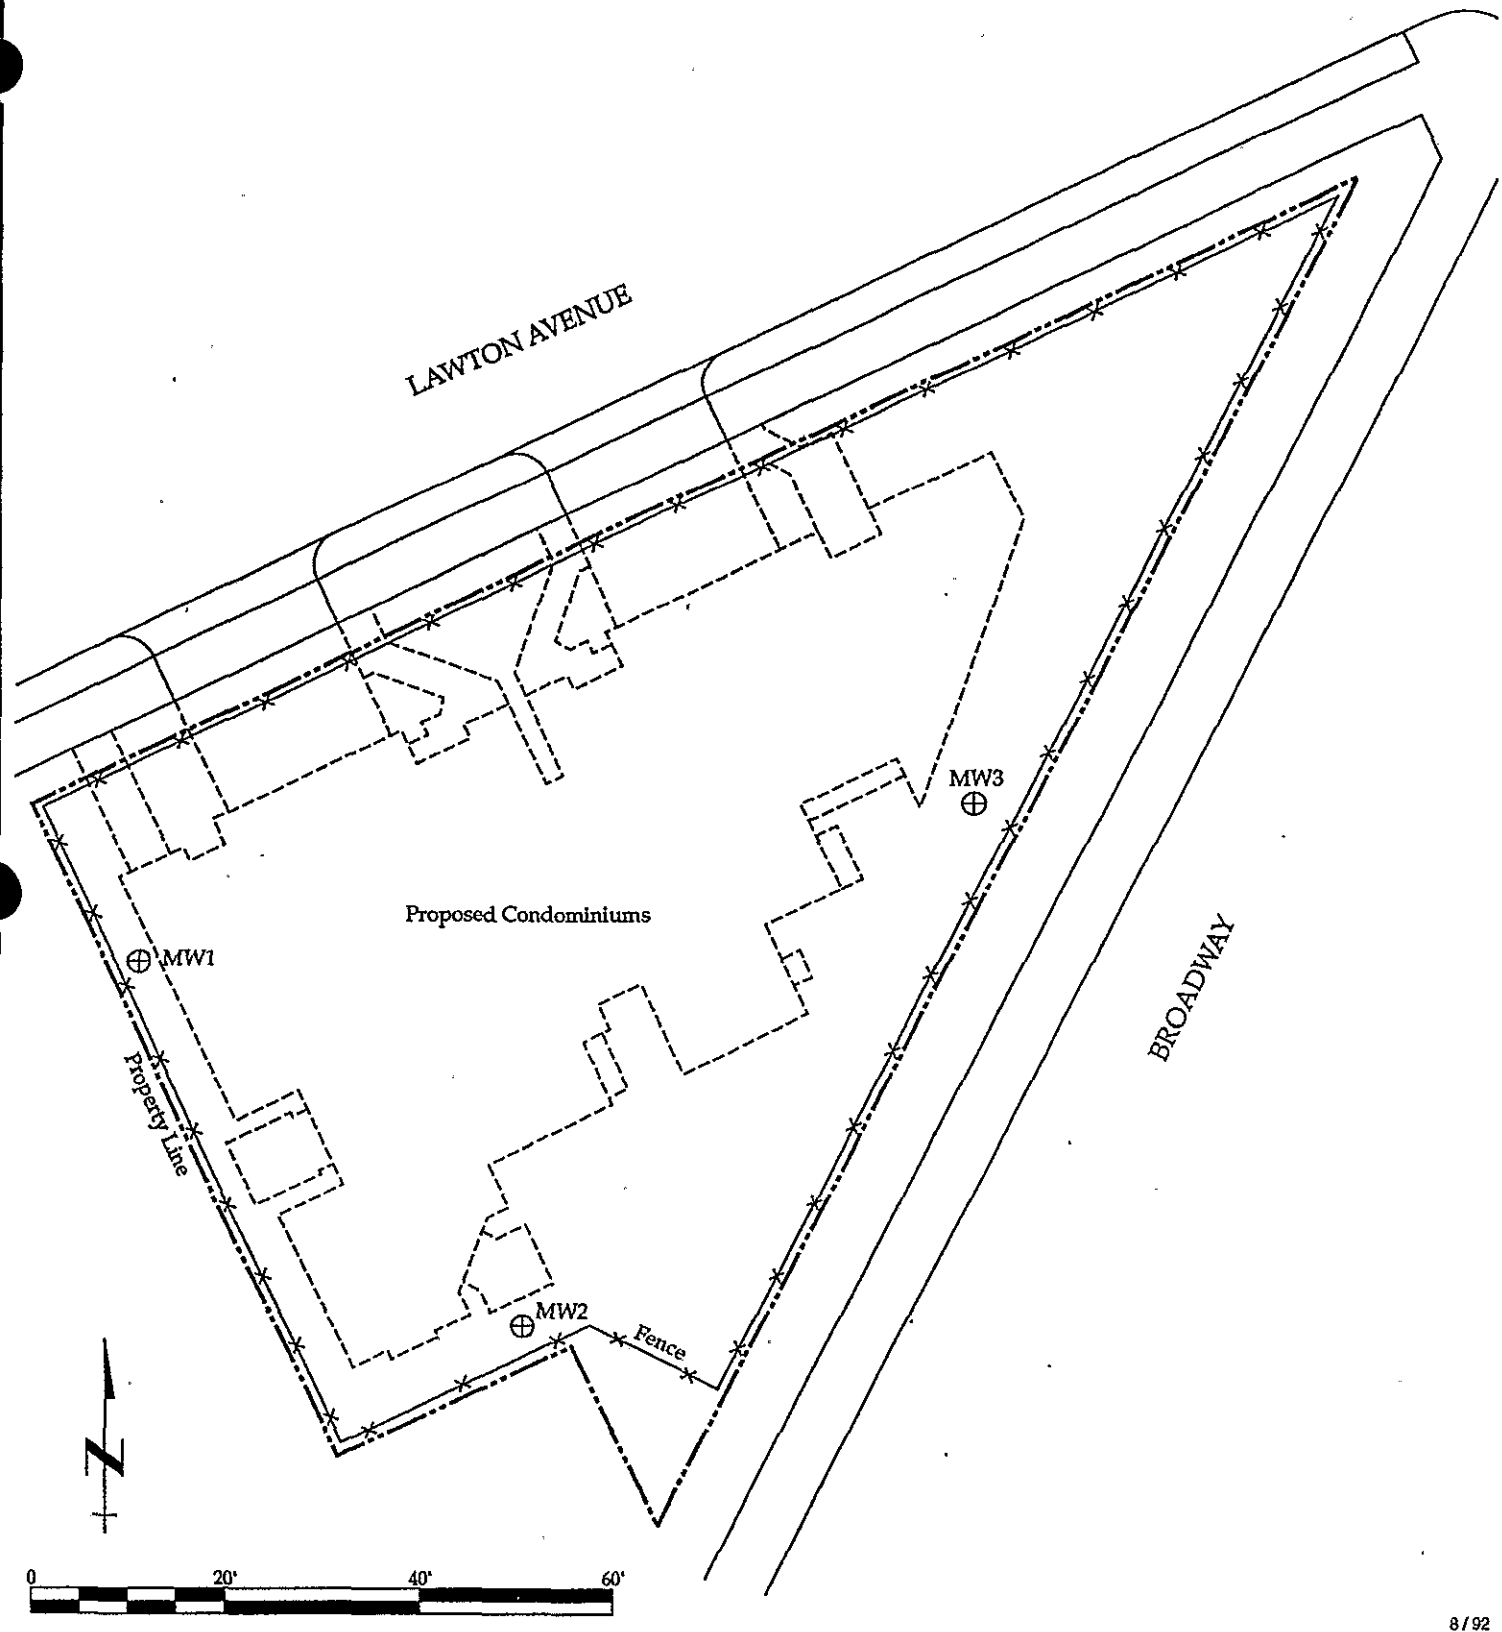 LAWTON AVENUE
MW3
Proposed Condominiums
MW1
BROADWAY
Property Line
MW2
Fence
N
0 20' 40' 60'
8/92